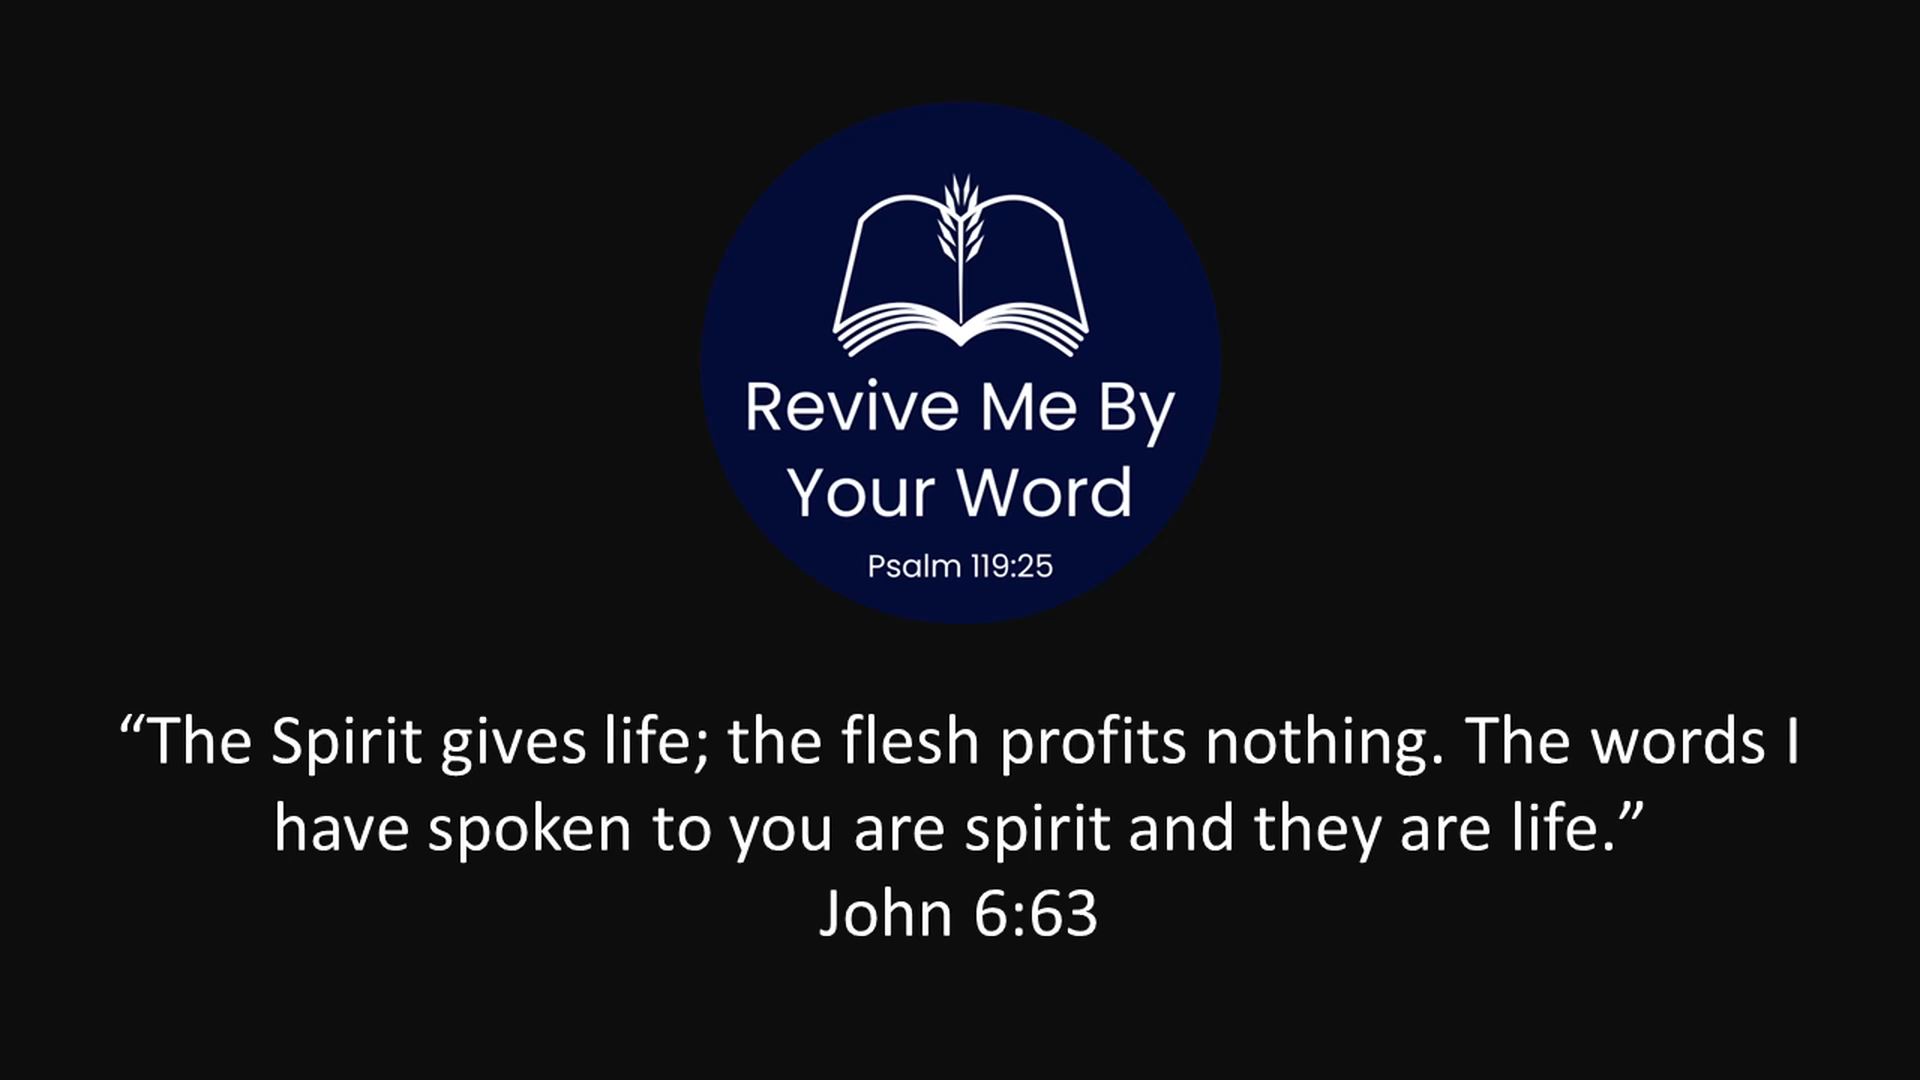 Revive Me By
Your Word
Psalm 119:25
“The Spirit gives life; the flesh profits nothing. The words I
have spoken to you are spirit and they are life.”
John 6:63